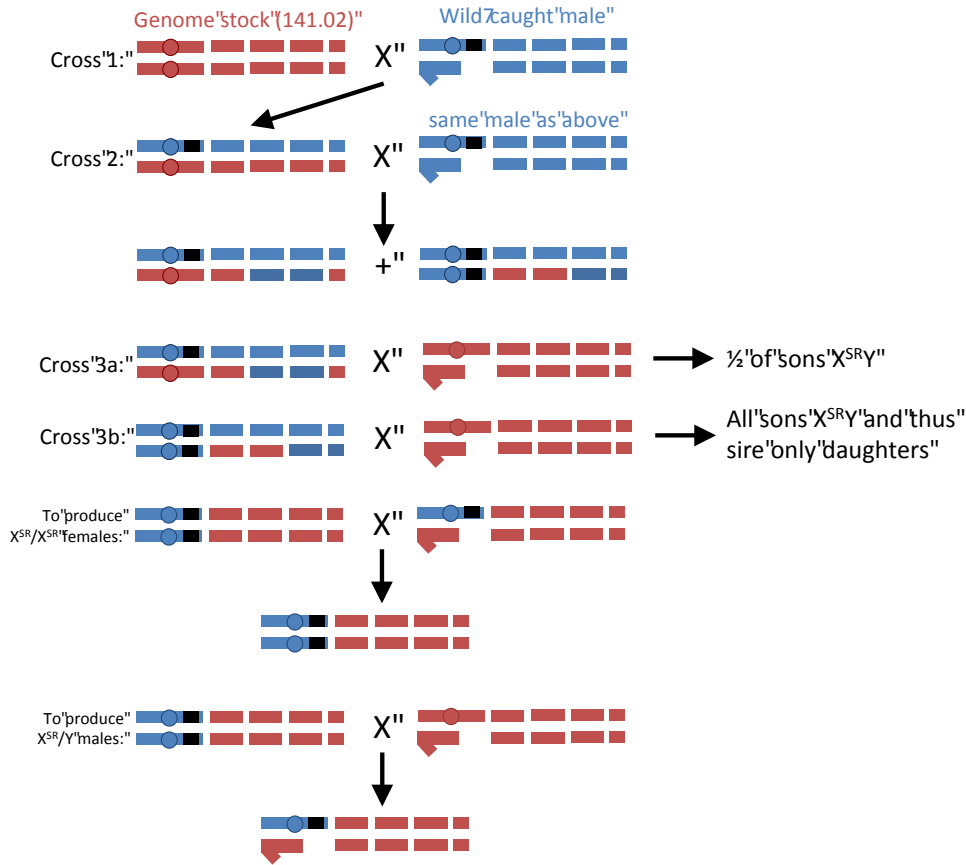 Genome"stock"(141.02)"
Wild7caught"male"
Cross"1:"
X"
same"male"as"above"
Cross"2:"
X"
+"
Cross"3a:"
X"
½"of"sons"XSRY"
Cross"3b:"
X"
All"sons"XSRY"and"thus"
sire"only"daughters"
To"produce"
XSR/XSR"females:"
X"
To"produce"
XSR/Y"males:"
X"